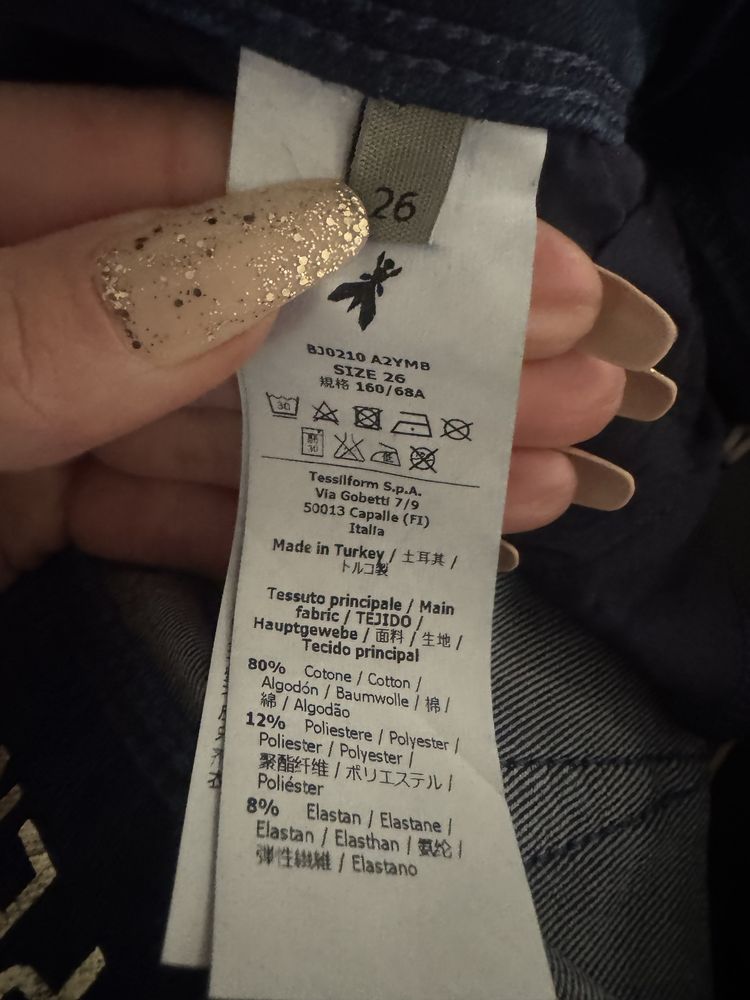 26
BJ0210 A2YMB
SIZE 26
規格 160/68A
30
30
Tessilform S.p.A.
Via Gobetti 7/9
50013 Capalle (FI)
Italia
Made in Turkey / 土耳其 /
トルコ製
Tessuto principale / Main
fabric / TEJIDO /
Hauptgewebe / 面料 / 生地 /
Tecido principal
80% Cotone / Cotton /
Algodón / Baumwolle / 棉 /
綿 / Algodão
12% Poliestere / Polyester /
Poliester / Polyester /
聚酯纤维 / ポリエステル /
Poliéster
8% Elastan / Elastane /
Elastan / Elasthan / 氨纶 /
弾性繊維 / Elastano